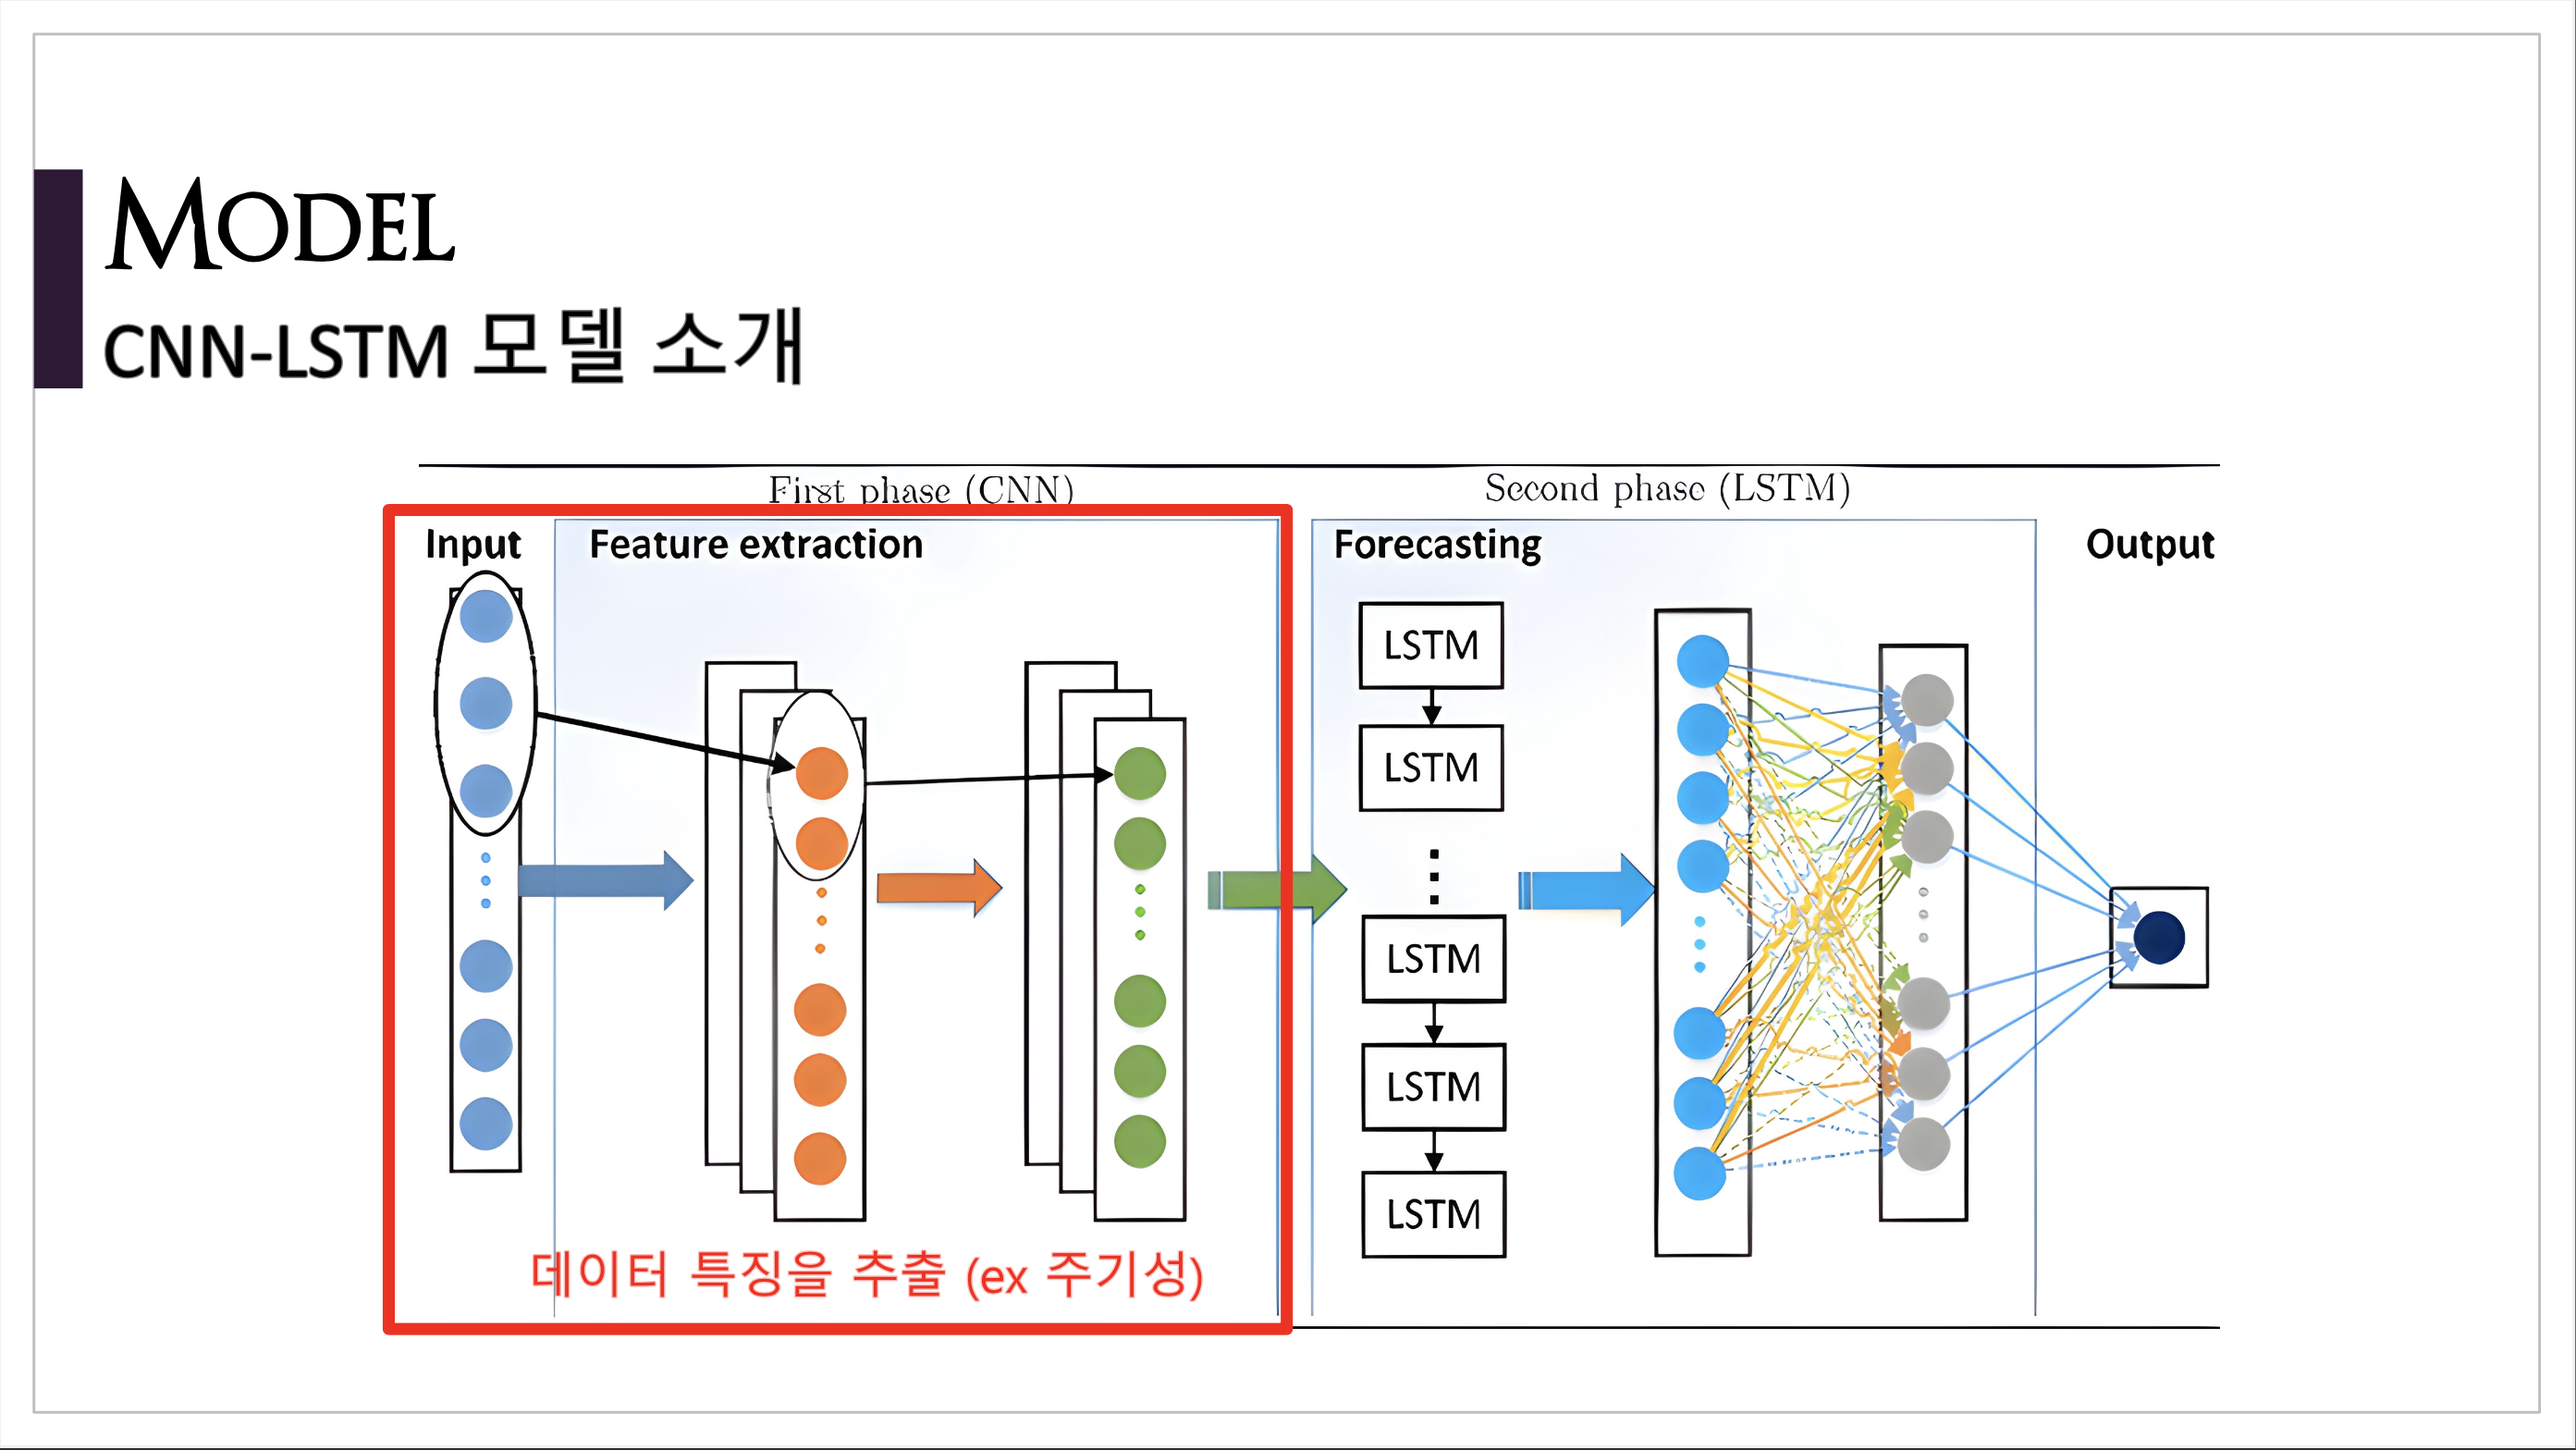 MODEL
CNN-LSTM 모델 소개
First phase (CNN)
Second phase (LSTM)
Input
Feature extraction
Forecasting
Output
LSTM
LSTM
LSTM
LSTM
LSTM
데이터 특징을 추출 (ex 주기성)